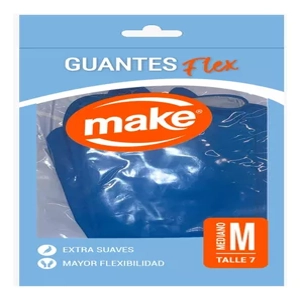 GUANTES Flex
make®
EXTRA SUAVES
MAYOR FLEXIBILIDAD
MEDIANO
M
TALLE 7